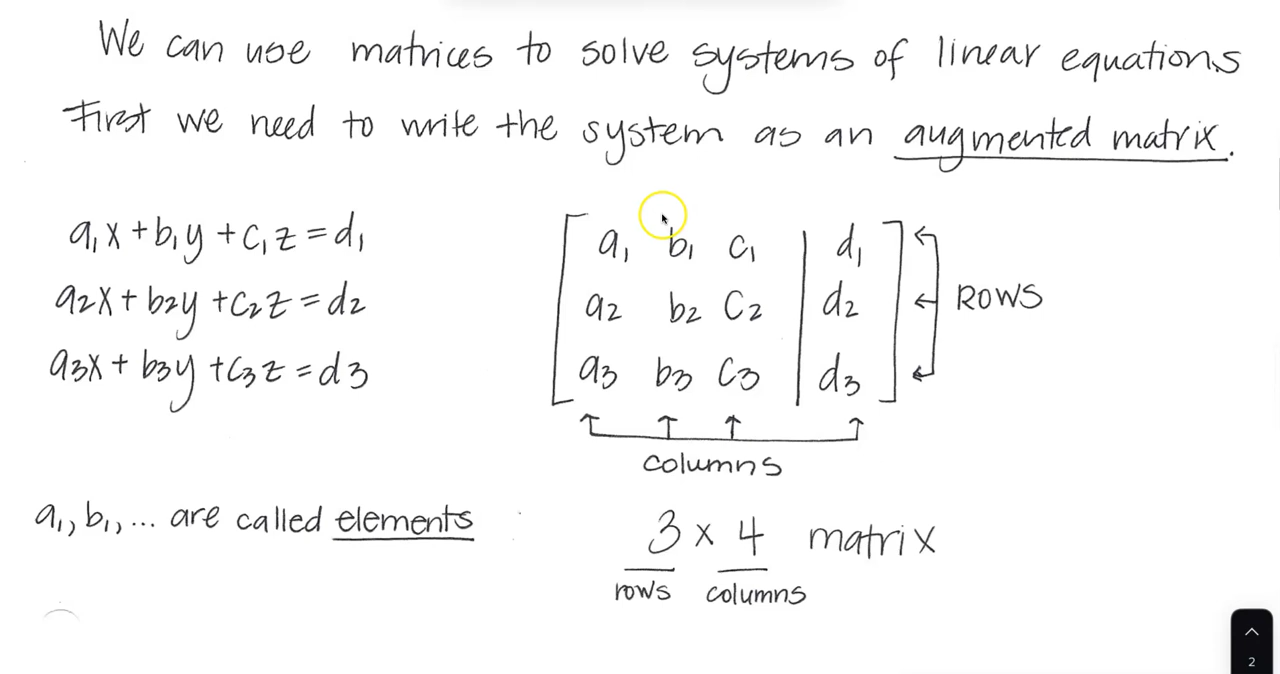 We can use matrices to solve systems of linear equations
First we need to write the system as an augmented matrix.
a₁x + b₁y + c₁z = d₁
a₂x + b₂y + c₂z = d₂
a₃x + b₃y + c₃z = d₃
a₁ b₁ c₁ | d₁
a₂ b₂ c₂ | d₂
a₃ b₃ c₃ | d₃
ROWS
columns
a₁, b₁, ... are called elements
3 x 4 matrix
rows columns
2